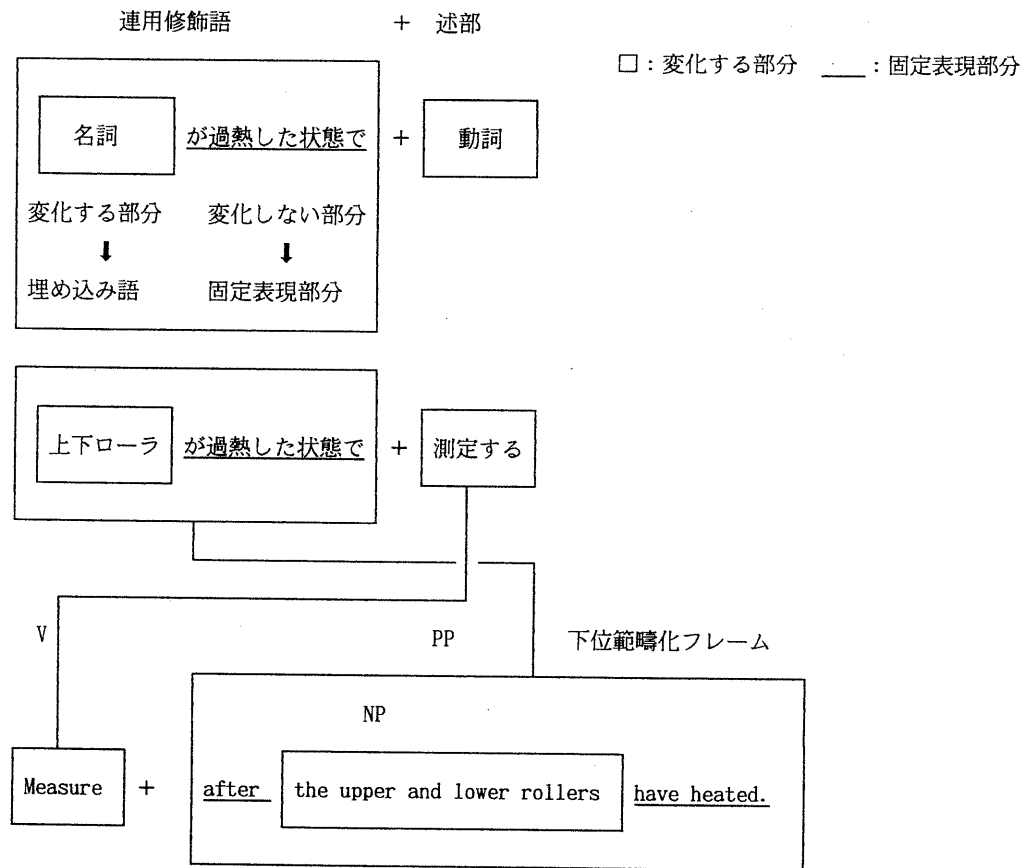 連用修飾語 + 述部
□：変化する部分 ＿＿：固定表現部分
名詞 が過熱した状態で + 動詞
変化する部分 変化しない部分
⬇ ⬇
埋め込み語 固定表現部分
上下ローラ が過熱した状態で + 測定する
V PP 下位範疇化フレーム
NP
Measure + after the upper and lower rollers have heated.